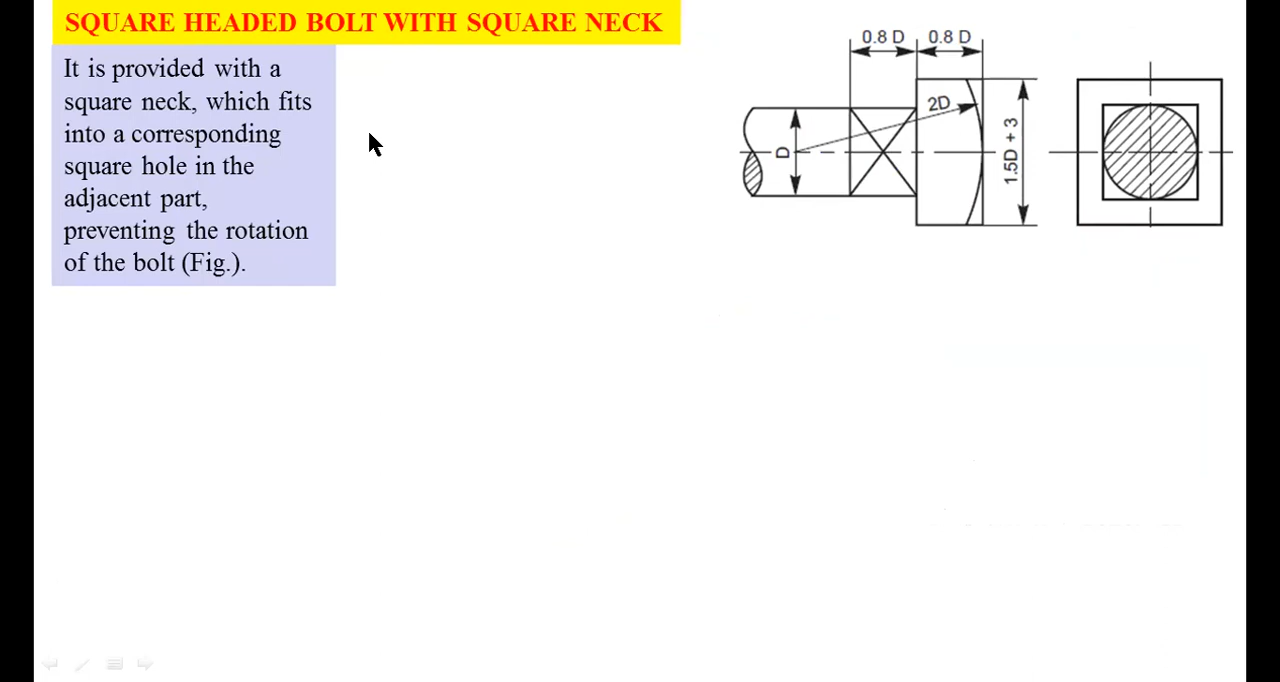 SQUARE HEADED BOLT WITH SQUARE NECK
It is provided with a
square neck, which fits
into a corresponding
square hole in the
adjacent part,
preventing the rotation
of the bolt (Fig.).
0.8 D 0.8 D
2D
D
1.5D + 3